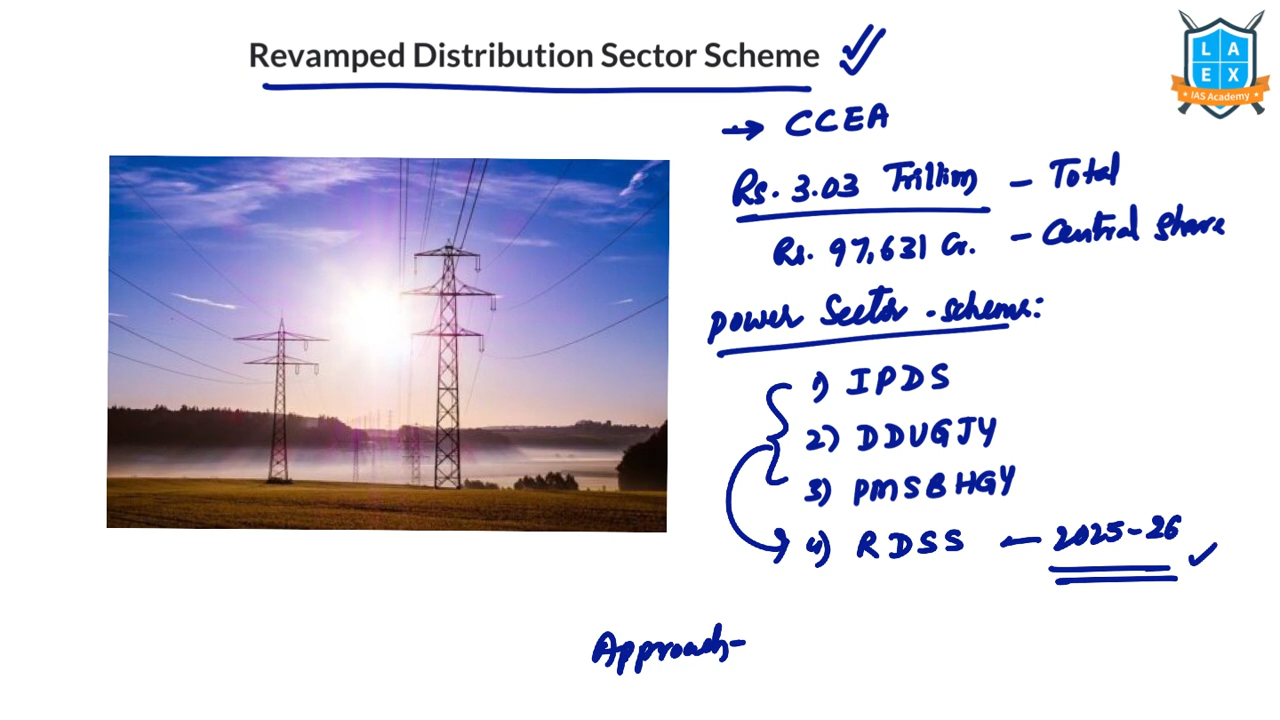 Revamped Distribution Sector Scheme
L A
E X
IAS Academy
→ CCEA
Rs. 3.03 Trillion - Total
Rs. 97,631 Cr. - Central Share
Power Sector - scheme:
1) IPDS
2) DDUGJY
3) PMSBHGY
4) RDSS - 2025-26
Approach-